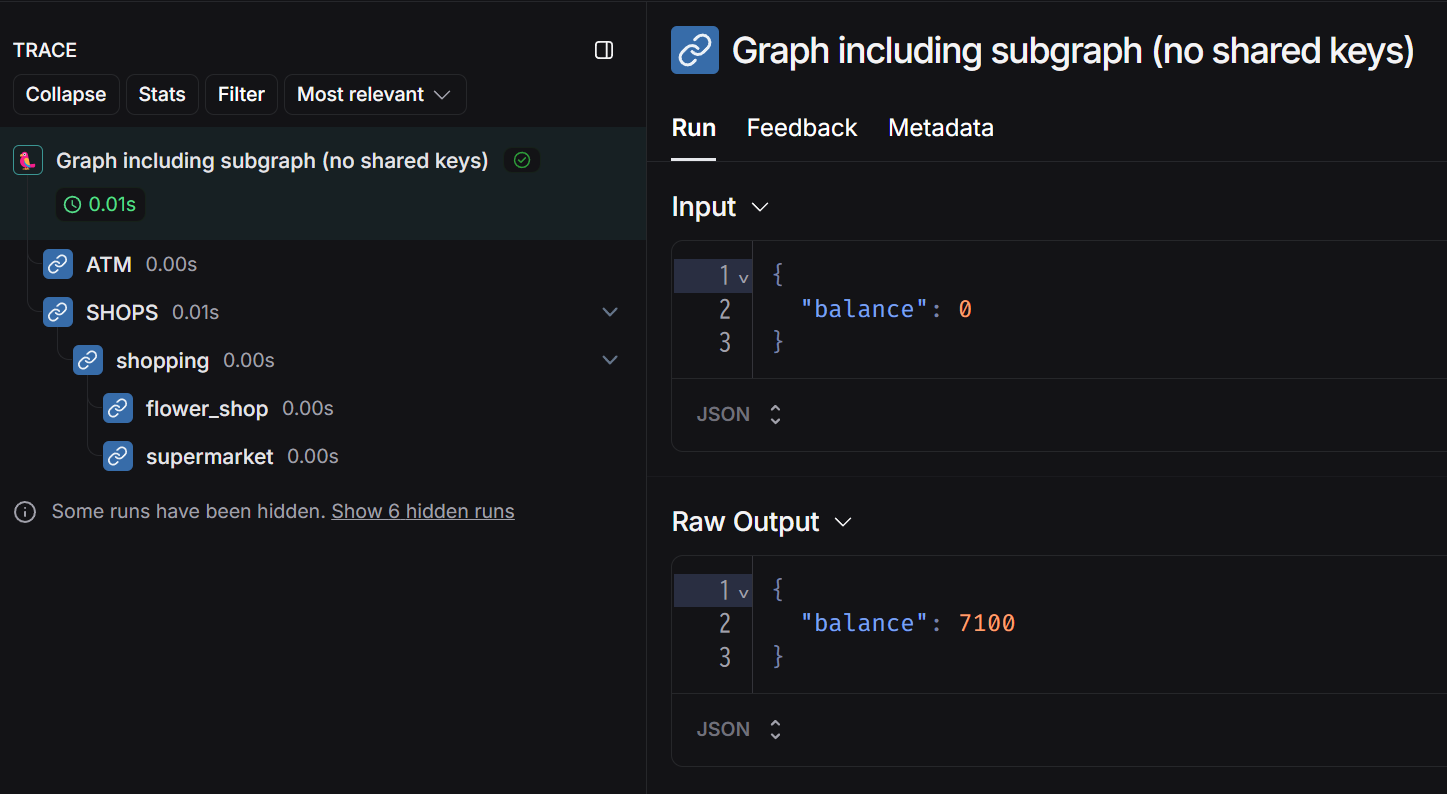 TRACE
Collapse Stats Filter Most relevant
Graph including subgraph (no shared keys)
0.01s
ATM 0.00s
SHOPS 0.01s
shopping 0.00s
flower_shop 0.00s
supermarket 0.00s
Some runs have been hidden. Show 6 hidden runs
Graph including subgraph (no shared keys)
Run Feedback Metadata
Input
1 {
2 "balance": 0
3 }
JSON
Raw Output
1 {
2 "balance": 7100
3 }
JSON